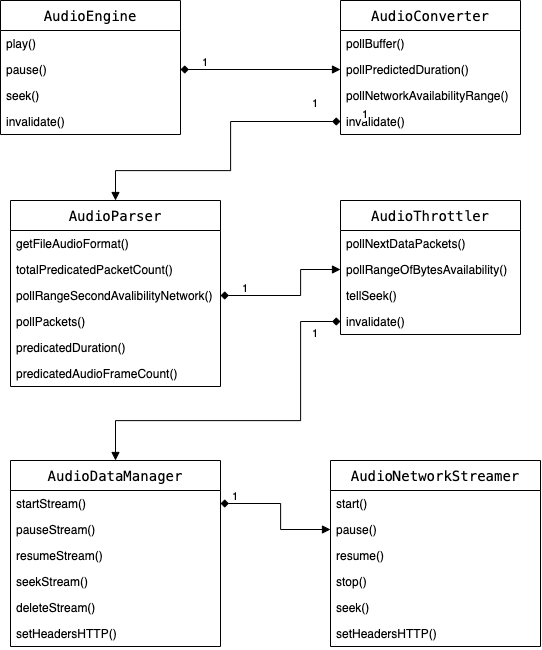 AudioEngine
play()
pause()
seek()
invalidate()
1
AudioConverter
pollBuffer()
pollPredictedDuration()
pollNetworkAvailabilityRange()
invalidate()
1
1
AudioParser
getFileAudioFormat()
totalPredicatedPacketCount()
pollRangeSecondAvalibilityNetwork()
pollPackets()
predicatedDuration()
predicatedAudioFrameCount()
1
AudioThrottler
pollNextDataPackets()
pollRangeOfBytesAvailability()
tellSeek()
invalidate()
1
AudioDataManager
startStream()
pauseStream()
resumeStream()
seekStream()
deleteStream()
setHeadersHTTP()
1
AudioNetworkStreamer
start()
pause()
resume()
stop()
seek()
setHeadersHTTP()